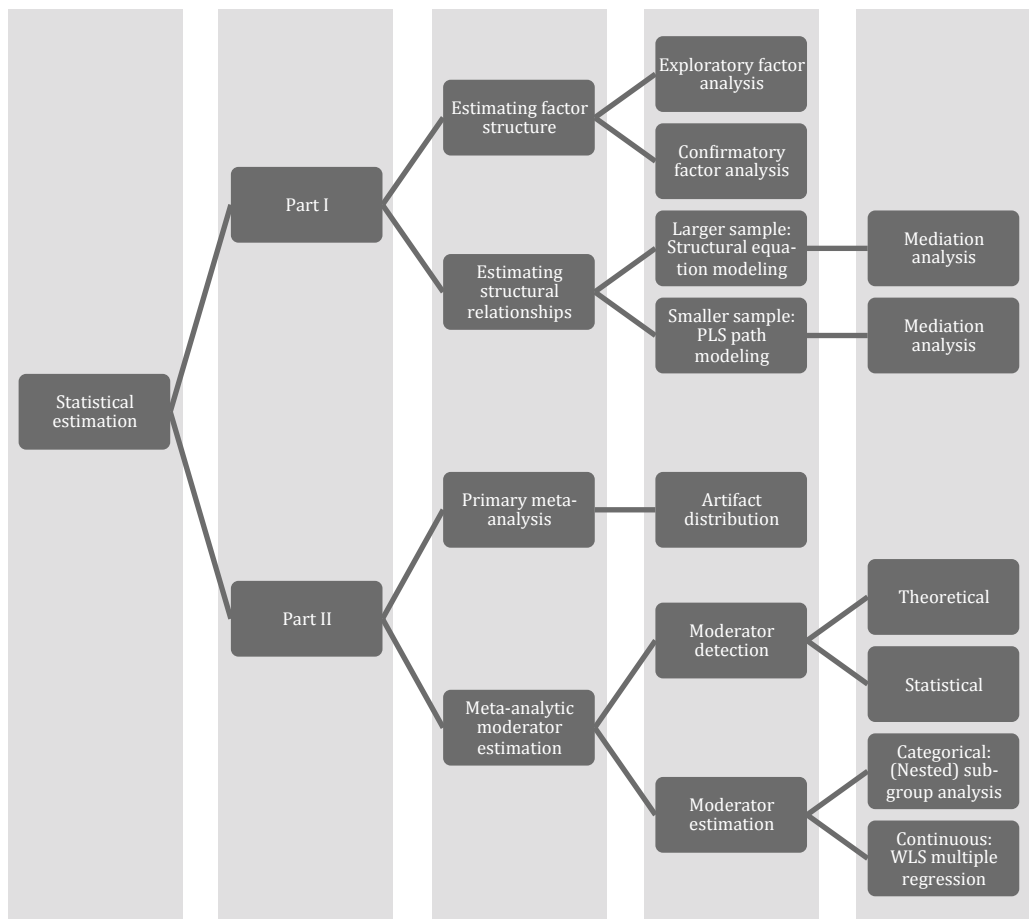 Statistical
estimation
Part I
Estimating factor
structure
Exploratory factor
analysis
Confirmatory
factor analysis
Estimating
structural
relationships
Larger sample:
Structural equa-
tion modeling
Mediation
analysis
Smaller sample:
PLS path
modeling
Mediation
analysis
Part II
Primary meta-
analysis
Artifact
distribution
Meta-analytic
moderator
estimation
Moderator
detection
Theoretical
Statistical
Moderator
estimation
Categorical:
(Nested) sub-
group analysis
Continuous:
WLS multiple
regression